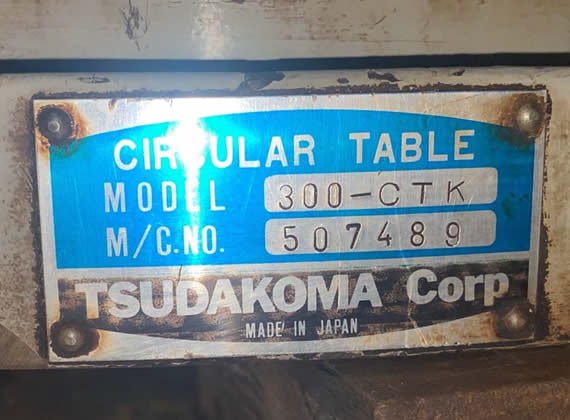 CIRCULAR TABLE
MODEL 300-CTK
M/C.NO. 507489
TSUDAKOMA Corp
MADE IN JAPAN